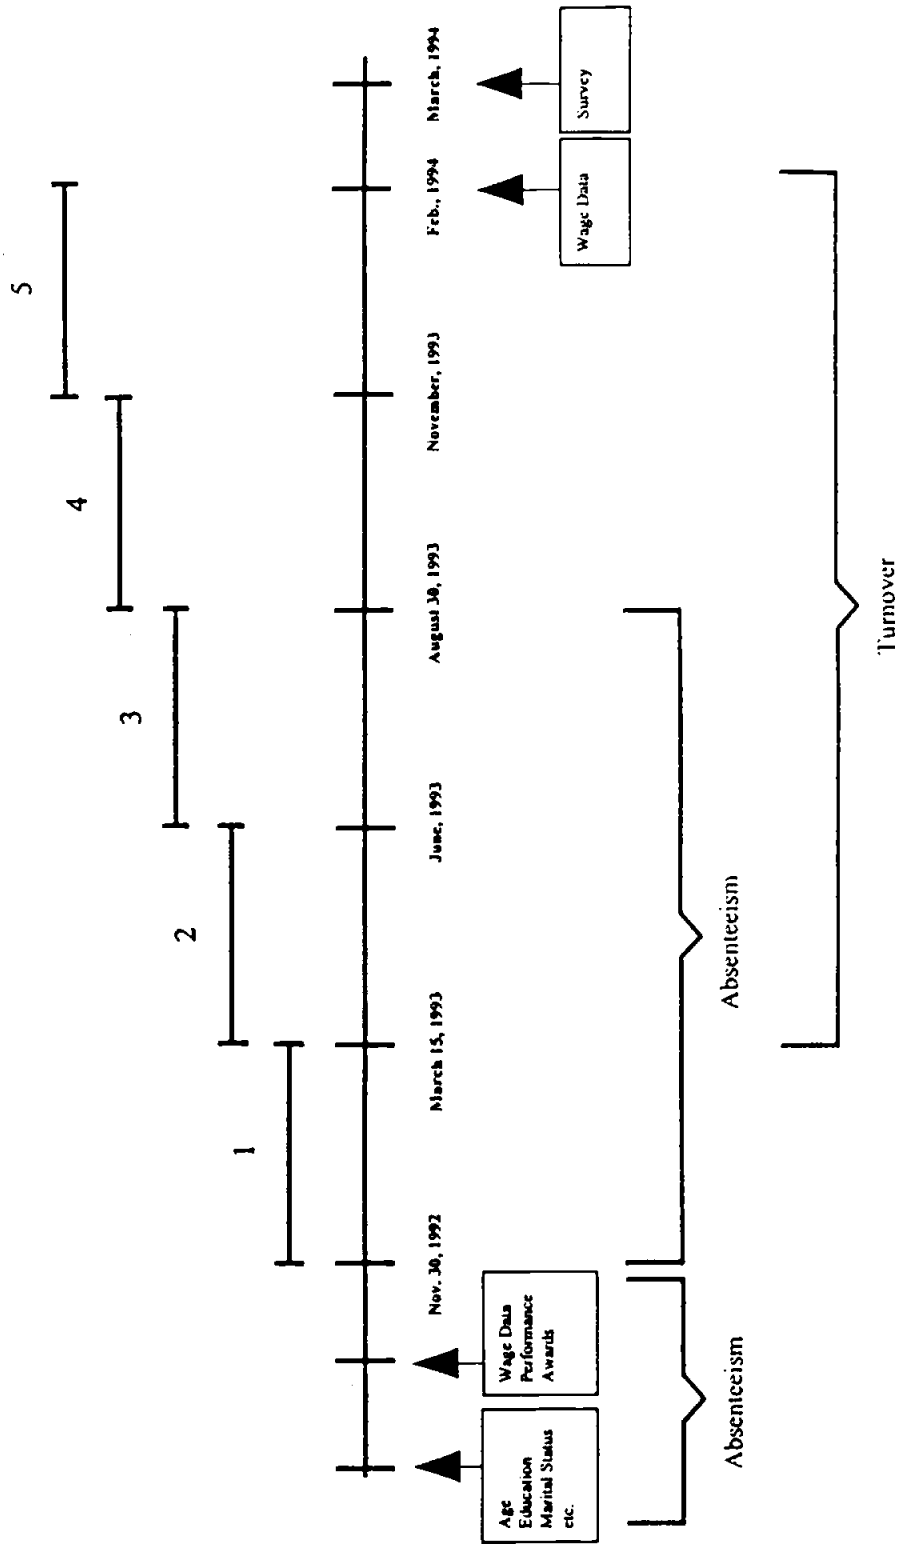 1
2
3
4
5
Nov. 30, 1992
March 15, 1993
June, 1993
August 30, 1993
November, 1993
Feb., 1994
March, 1994
Age
Education
Marital Status
etc.
Wage Data
Performance
Awards
Wage Data
Survey
Absenteeism
Absenteeism
Turnover